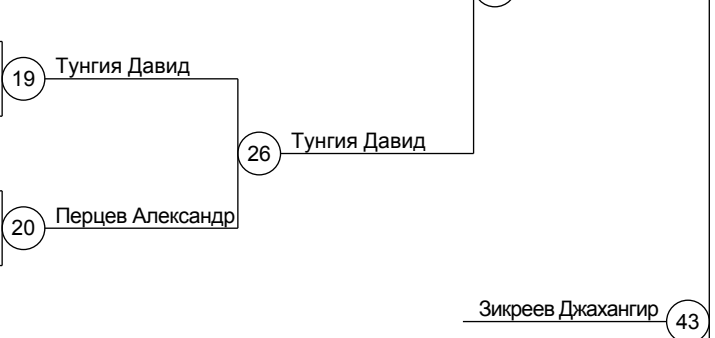 19
Тунгия Давид
26
Тунгия Давид
20
Перцев Александр
Зикреев Джахангир
43